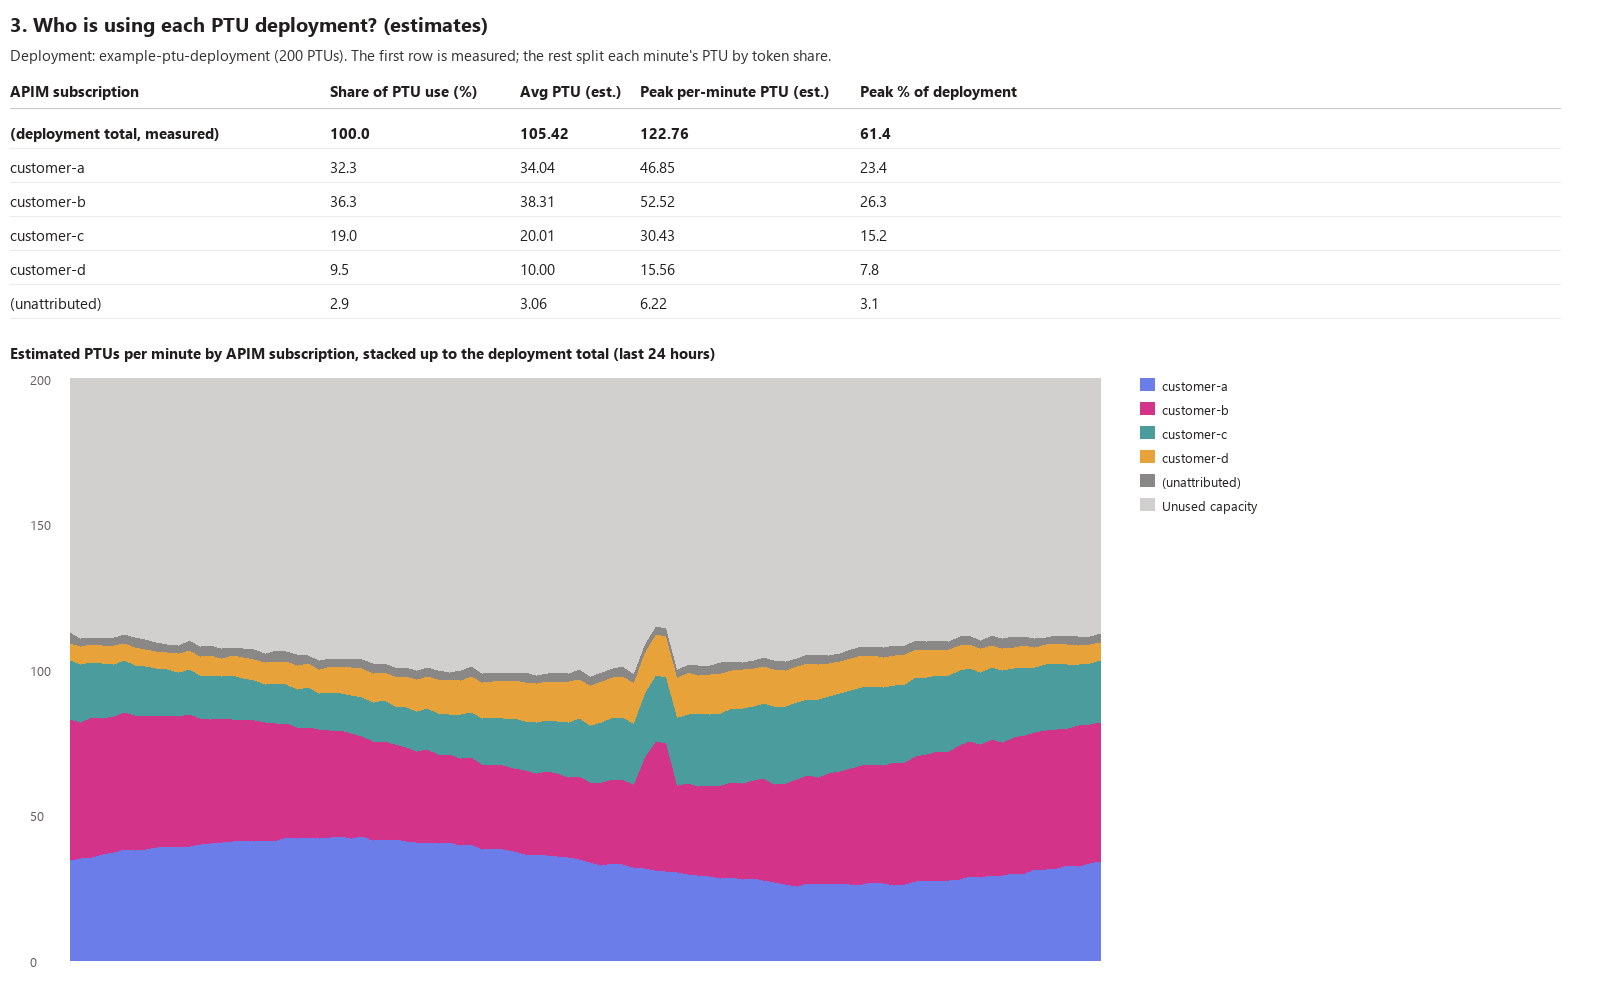 3. Who is using each PTU deployment? (estimates)
Deployment: example-ptu-deployment (200 PTUs). The first row is measured; the rest split each minute's PTU by token share.
APIM subscription Share of PTU use (%) Avg PTU (est.) Peak per-minute PTU (est.) Peak % of deployment
(deployment total, measured) 100.0 105.42 122.76 61.4
customer-a 32.3 34.04 46.85 23.4
customer-b 36.3 38.31 52.52 26.3
customer-c 19.0 20.01 30.43 15.2
customer-d 9.5 10.00 15.56 7.8
(unattributed) 2.9 3.06 6.22 3.1
Estimated PTUs per minute by APIM subscription, stacked up to the deployment total (last 24 hours)
200
150
100
50
0
customer-a
customer-b
customer-c
customer-d
(unattributed)
Unused capacity